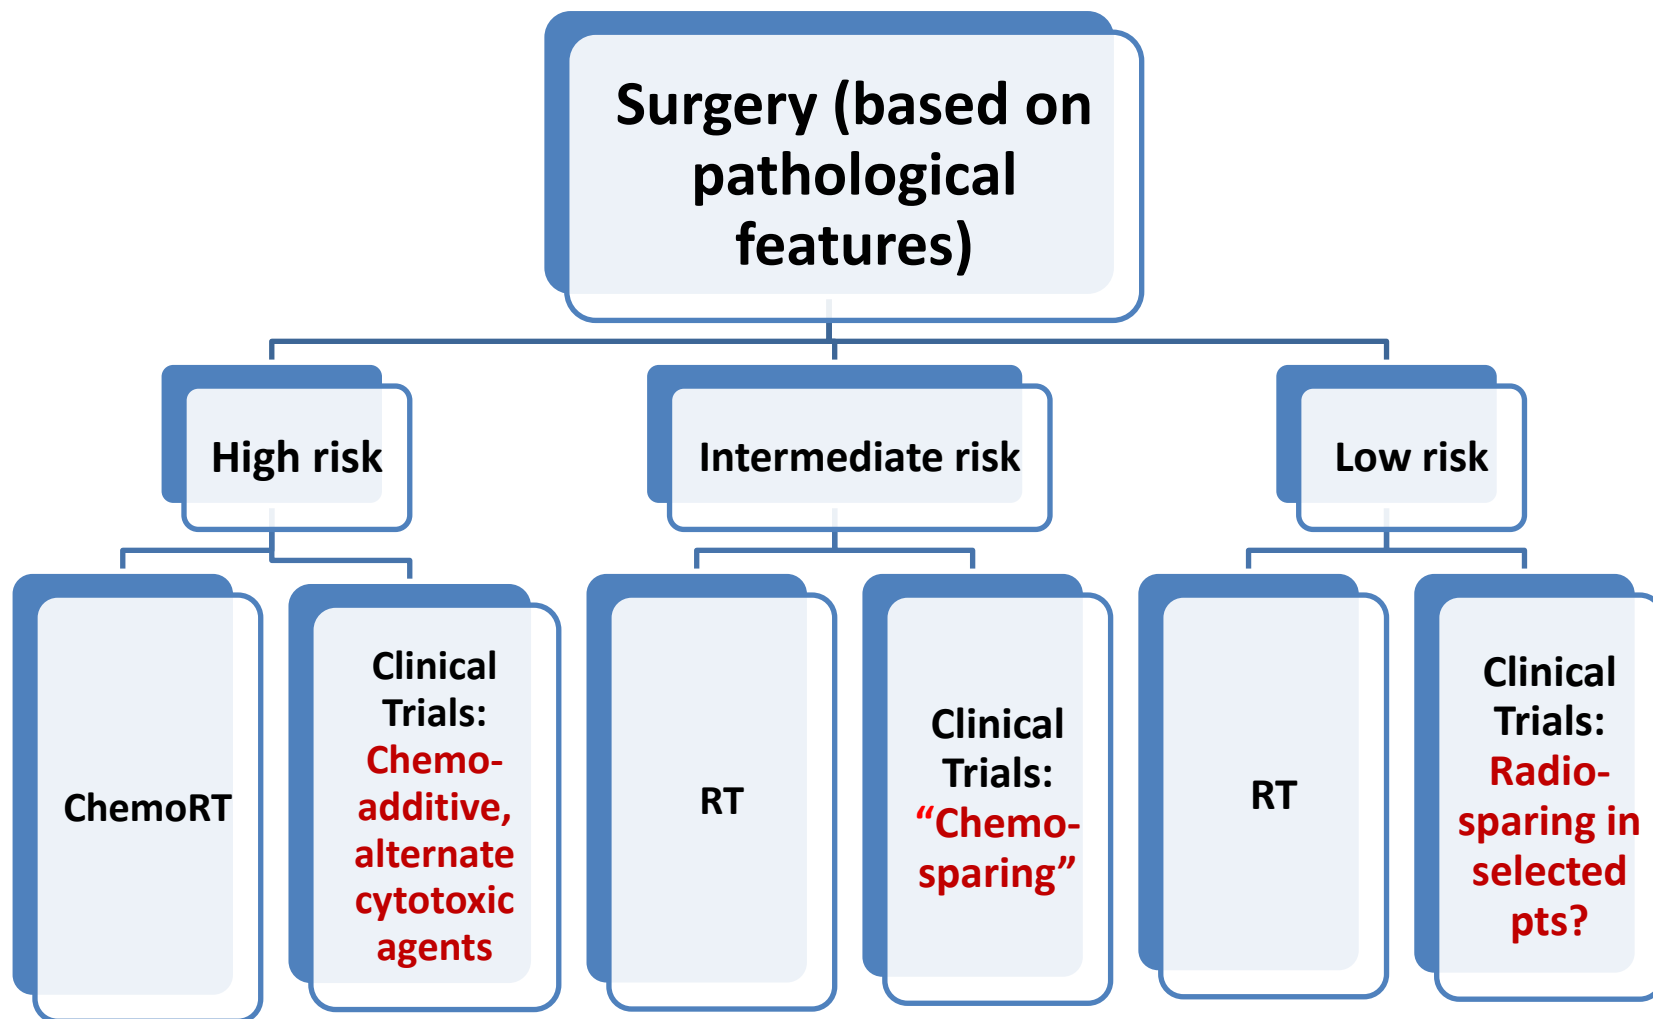 Surgery (based on
pathological
features)
High risk
Intermediate risk
Low risk
ChemoRT
Clinical
Trials:
Chemo-
additive,
alternate
cytotoxic
agents
RT
Clinical
Trials:
“Chemo-
sparing”
RT
Clinical
Trials:
Radio-
sparing in
selected
pts?